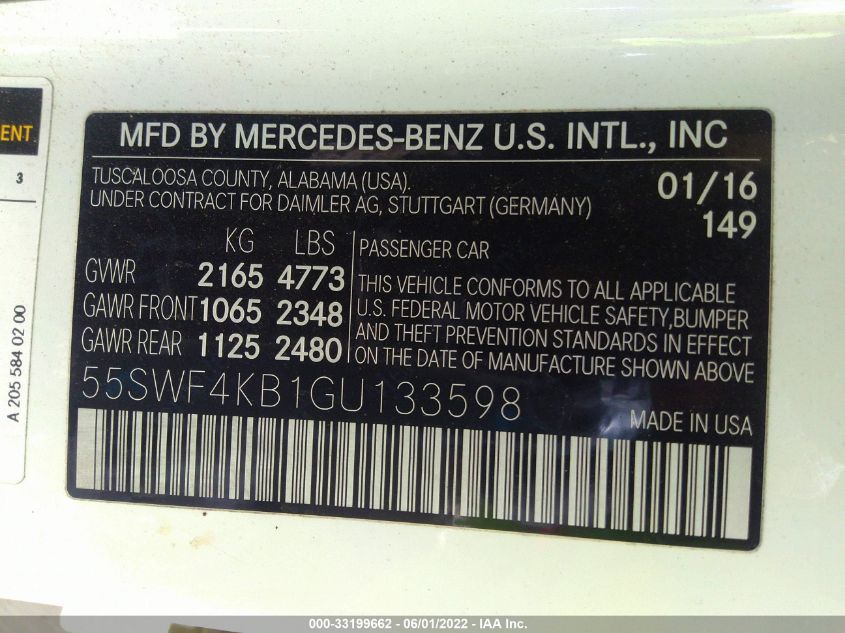 ENT
3
A 205 584 02 00
MFD BY MERCEDES-BENZ U.S. INTL., INC
TUSCALOOSA COUNTY, ALABAMA (USA).
UNDER CONTRACT FOR DAIMLER AG, STUTTGART (GERMANY)
01/16
149
KG LBS
GVWR 2165 4773
GAWR FRONT 1065 2348
GAWR REAR 1125 2480
PASSENGER CAR
THIS VEHICLE CONFORMS TO ALL APPLICABLE
U.S. FEDERAL MOTOR VEHICLE SAFETY,BUMPER
AND THEFT PREVENTION STANDARDS IN EFFECT
ON THE DATE OF MANUFACTURE SHOWN ABOVE
55SWF4KB1GU133598
MADE IN USA
000-33199662 - 06/01/2022 - IAA Inc.